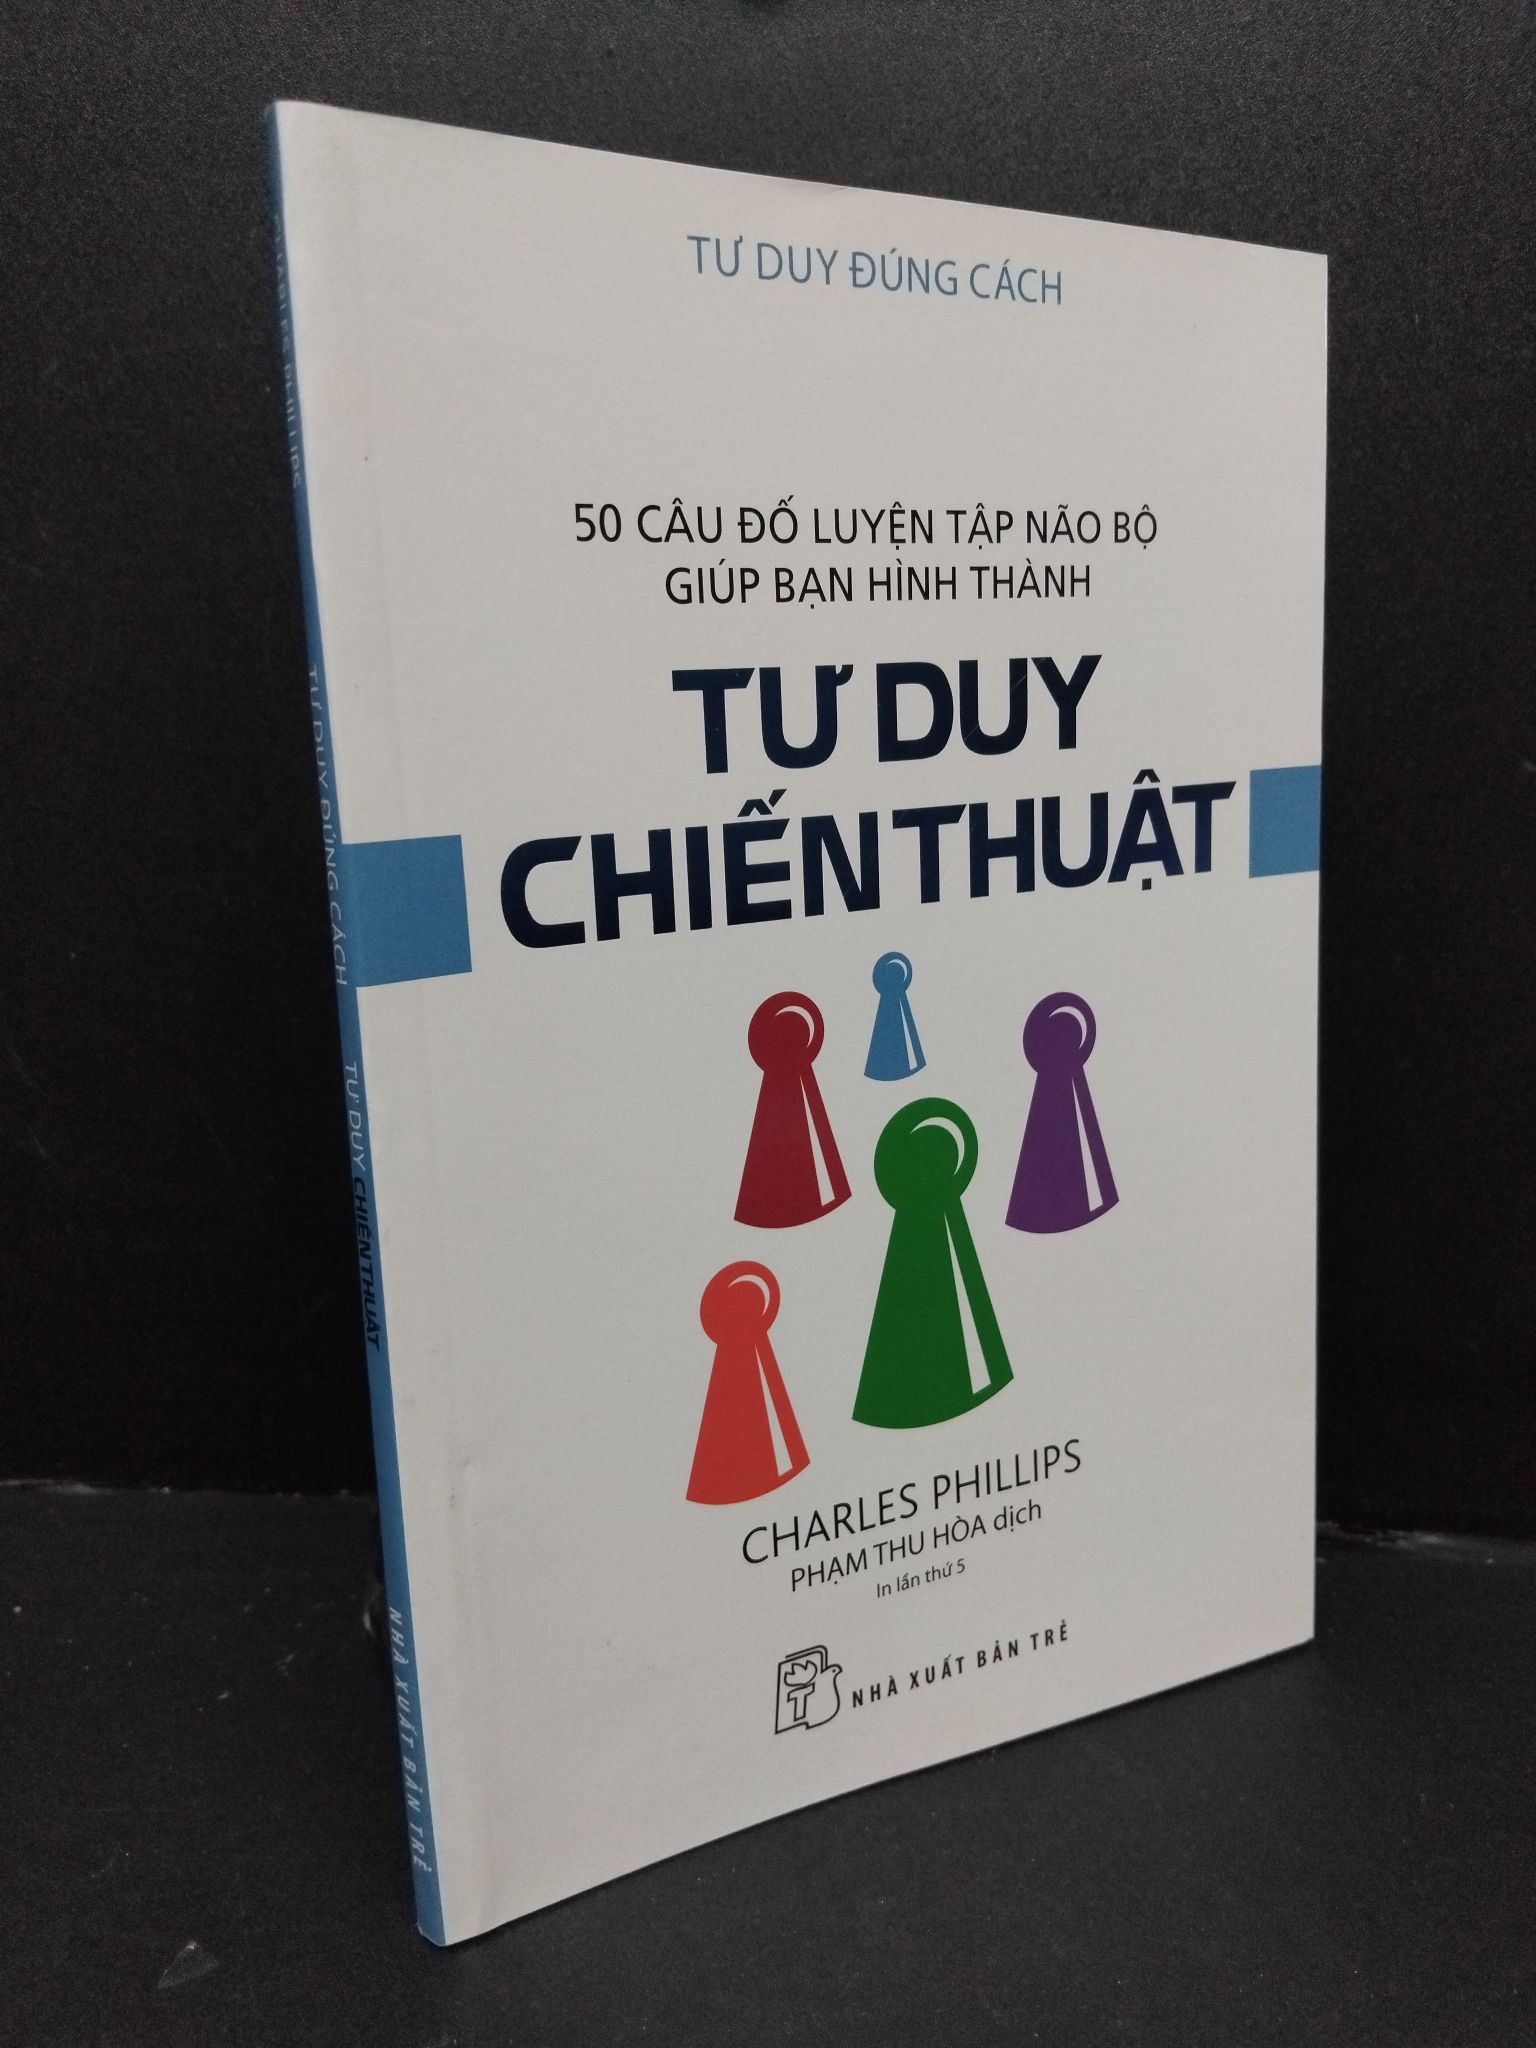 TƯ DUY ĐÚNG CÁCH
50 CÂU ĐỐ LUYỆN TẬP NÃO BỘ
GIÚP BẠN HÌNH THÀNH
TƯ DUY
CHIẾN THUẬT
CHARLES PHILLIPS
PHẠM THU HÒA dịch
In lần thứ 5
NHÀ XUẤT BẢN TRẺ
CHARLES PHILLIPS
TƯ DUY ĐÚNG CÁCH
TƯ DUY CHIẾN THUẬT
NHÀ XUẤT BẢN TRẺ